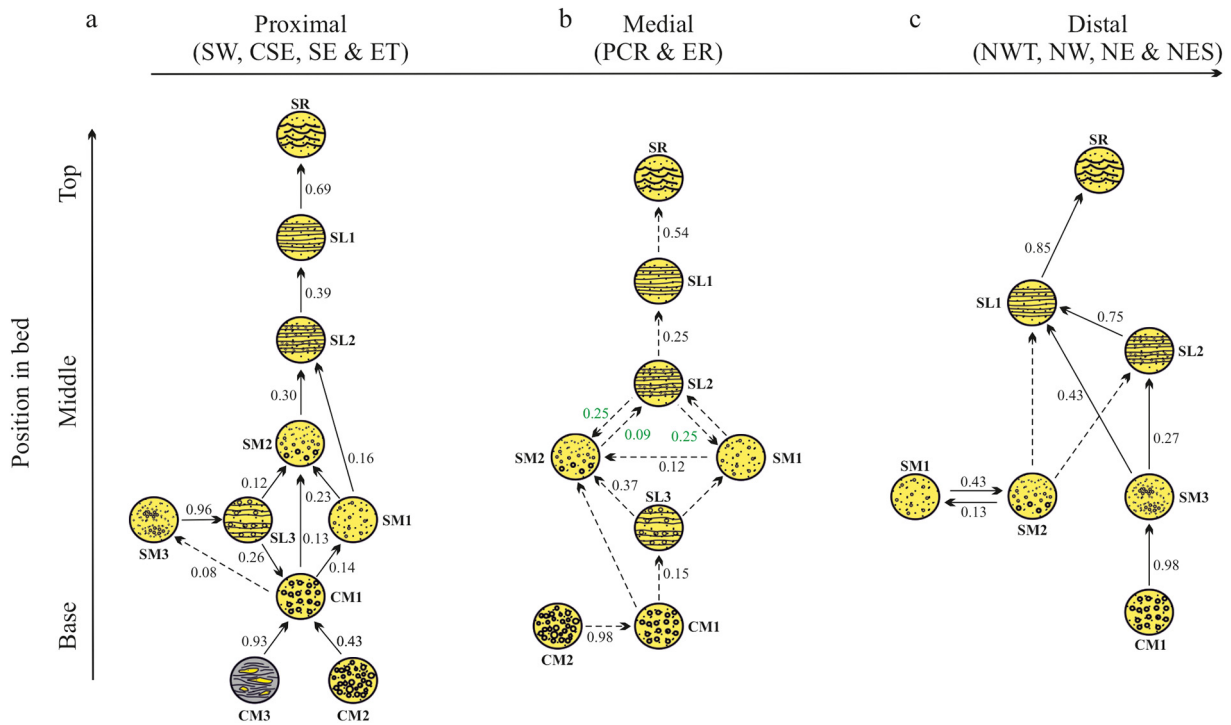 a
Proximal
(SW, CSE, SE & ET)
b
Medial
(PCR & ER)
c
Distal
(NWT, NW, NE & NES)
Position in bed
Top
Middle
Base
SR
0.69
SL1
0.39
SL2
0.30
SM2
0.16
0.12
0.23
0.96
SM3
SL3
SM1
0.13
0.26
0.14
0.08
CM1
0.93
0.43
CM3
CM2
SR
0.54
SL1
0.25
SL2
0.25
0.09
0.25
SM2
SM1
0.12
0.37
SL3
0.15
CM1
0.98
CM2
SR
0.85
SL1
0.75
SL2
0.43
0.27
SM1
0.43
0.13
SM2
SM3
0.98
CM1